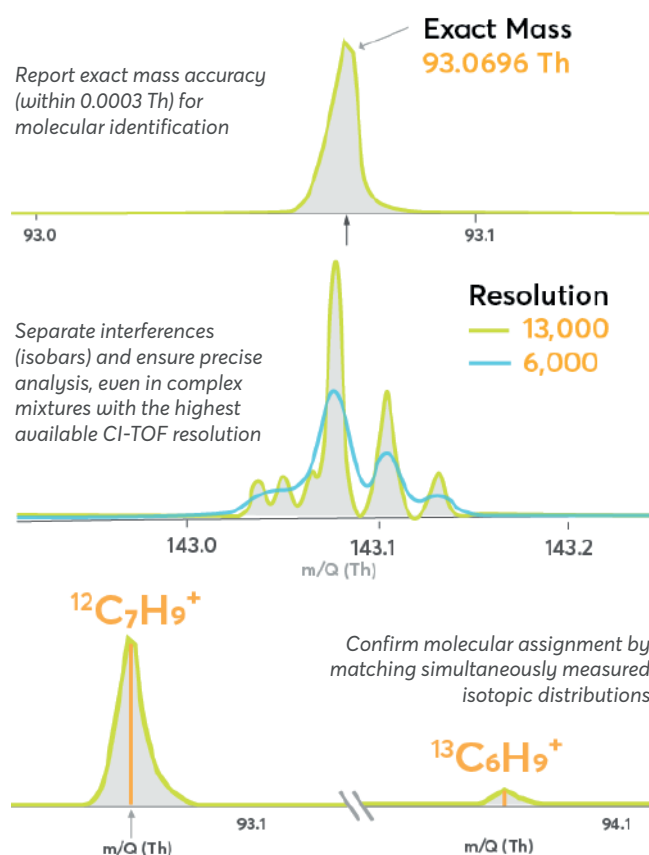 Exact Mass
93.0696 Th
Report exact mass accuracy
(within 0.0003 Th) for
molecular identification
93.0
93.1
Resolution
13,000
6,000
Separate interferences
(isobars) and ensure precise
analysis, even in complex
mixtures with the highest
available CI-TOF resolution
143.0
143.1
143.2
m/Q (Th)
¹²C₇H₉⁺
Confirm molecular assignment by
matching simultaneously measured
isotopic distributions
¹³C₆H₉⁺
93.1
94.1
m/Q (Th)
m/Q (Th)